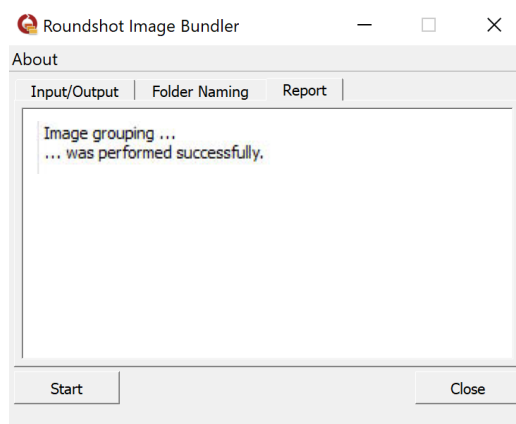 Roundshot Image Bundler
About
Input/Output Folder Naming Report
Image grouping ...
... was performed successfully.
Start Close